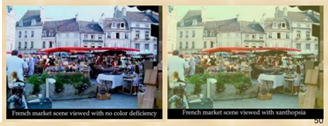 French market scene viewed with no color deficiency
French market scene viewed with xanthopsia
50